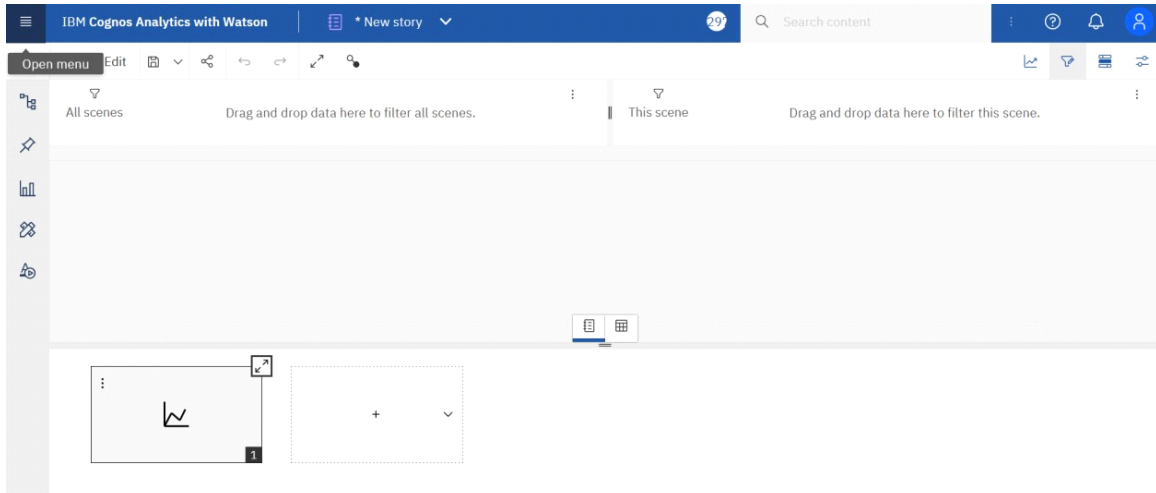 IBM Cognos Analytics with Watson
* New story
297
Search content
Open menu
Edit
All scenes
Drag and drop data here to filter all scenes.
This scene
Drag and drop data here to filter this scene.
1